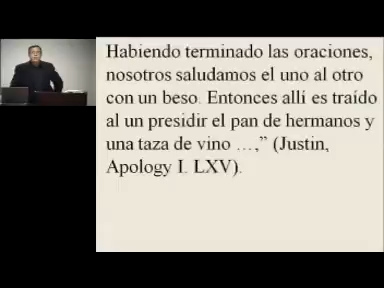 Habiendo terminado las oraciones,
nosotros saludamos el uno al otro
con un beso. Entonces allí es traído
al un presidir el pan de hermanos y
una taza de vino …,” (Justin,
Apology I. LXV).